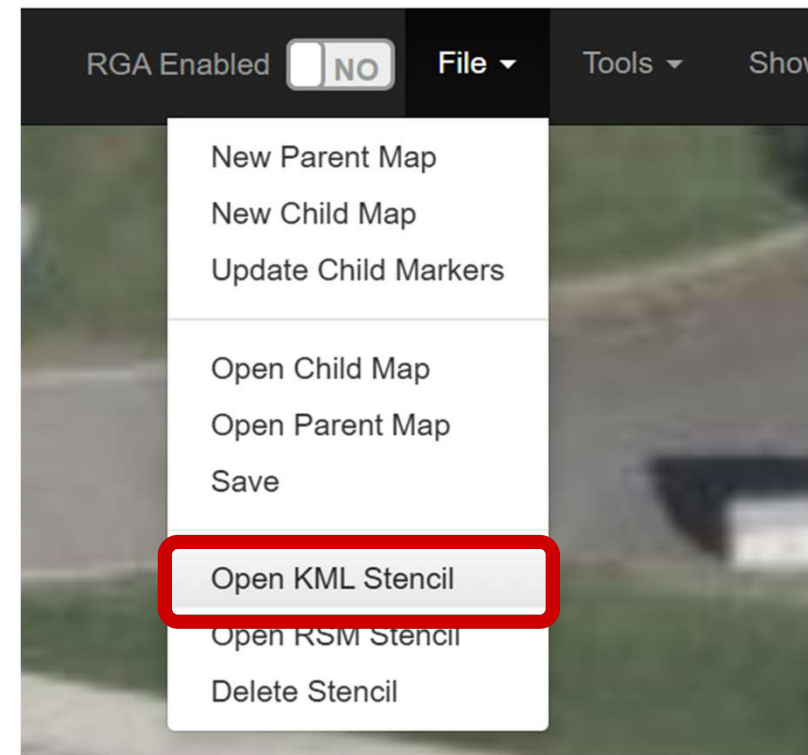 RGA Enabled NO File Tools
New Parent Map
New Child Map
Update Child Markers
Open Child Map
Open Parent Map
Save
Open KML Stencil
Open RSM Stencil
Delete Stencil